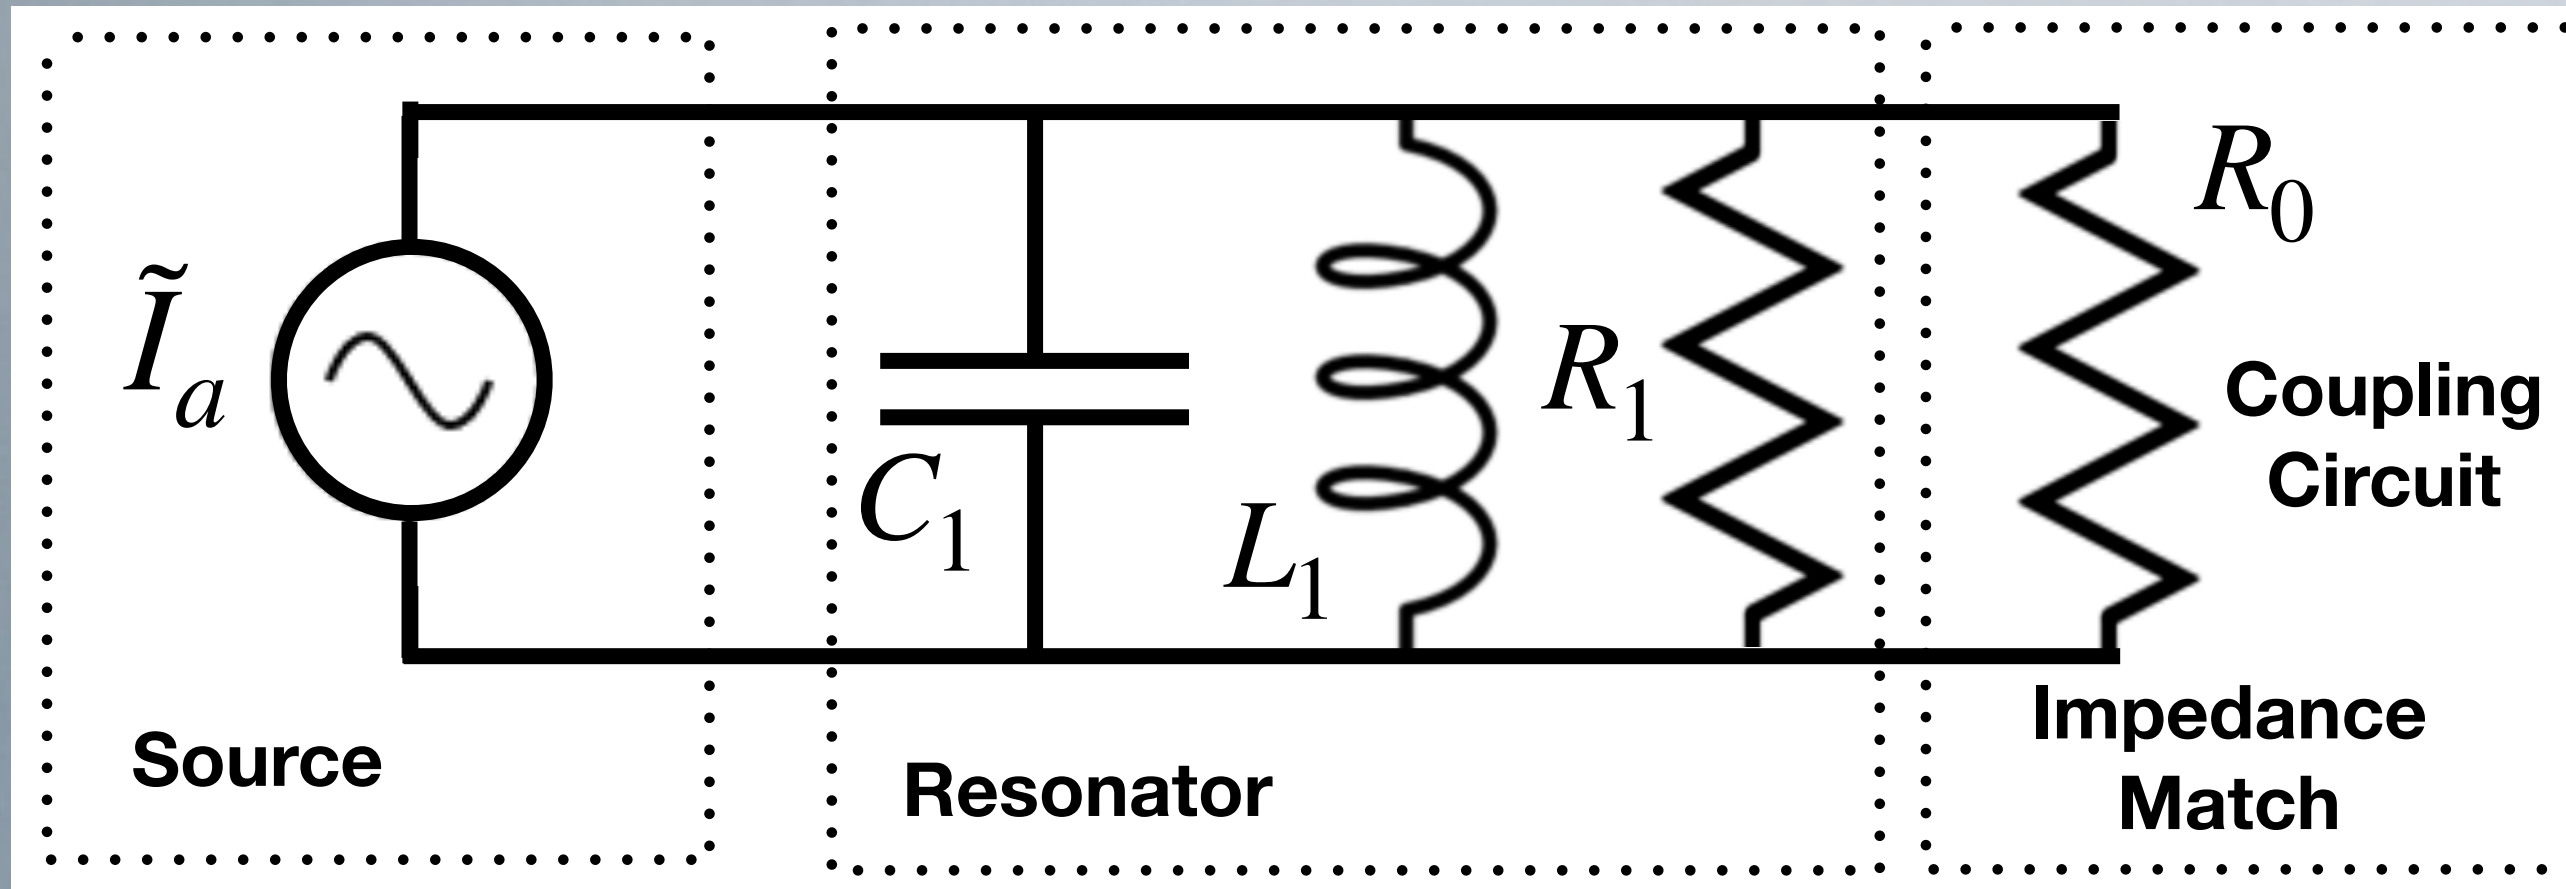 Ĩₐ
Source
C₁
L₁
R₁
Resonator
R₀
Coupling
Circuit
Impedance
Match